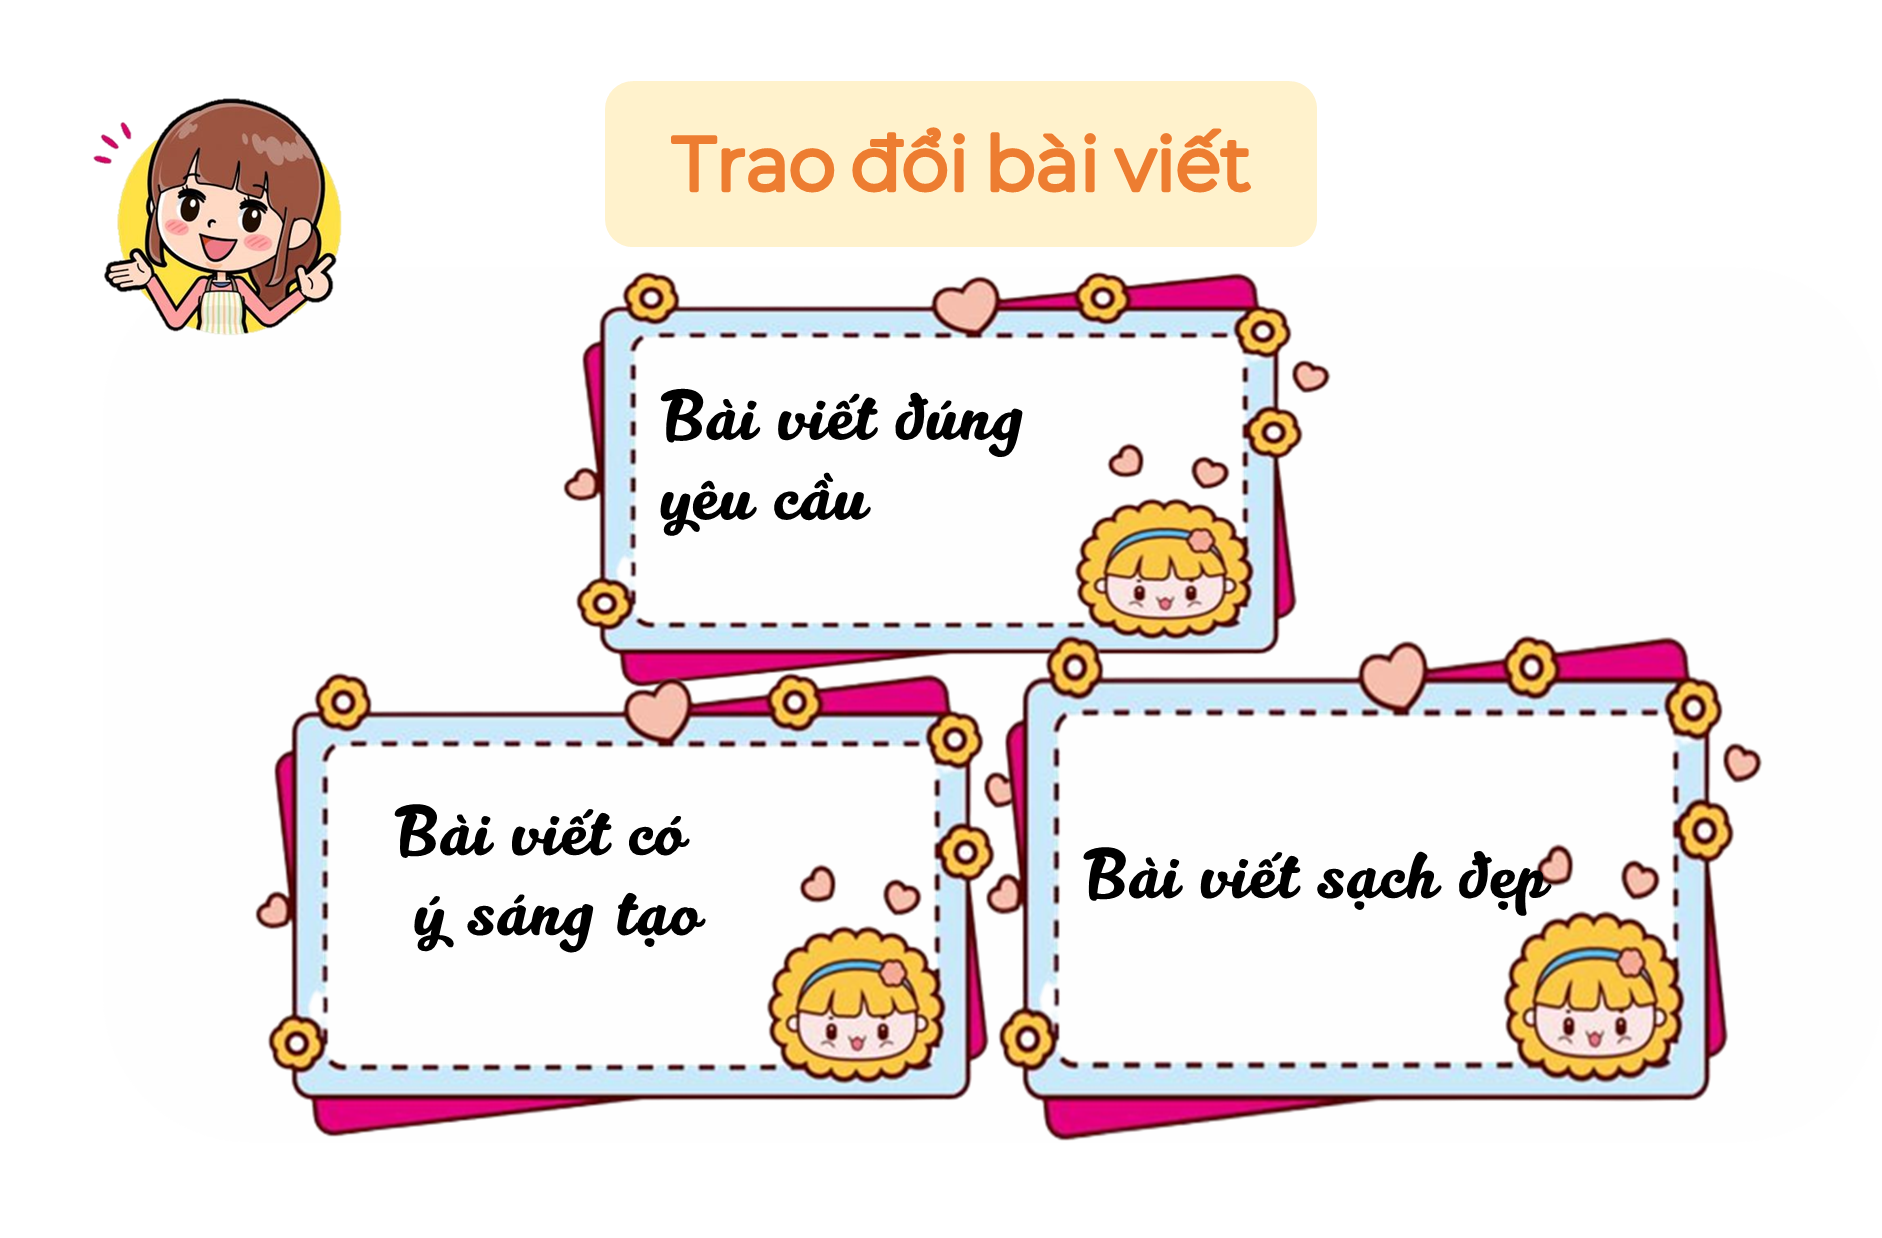 Trao đổi bài viết
Bài viết đúng
yêu cầu
Bài viết có
ý sáng tạo
Bài viết sạch đẹp